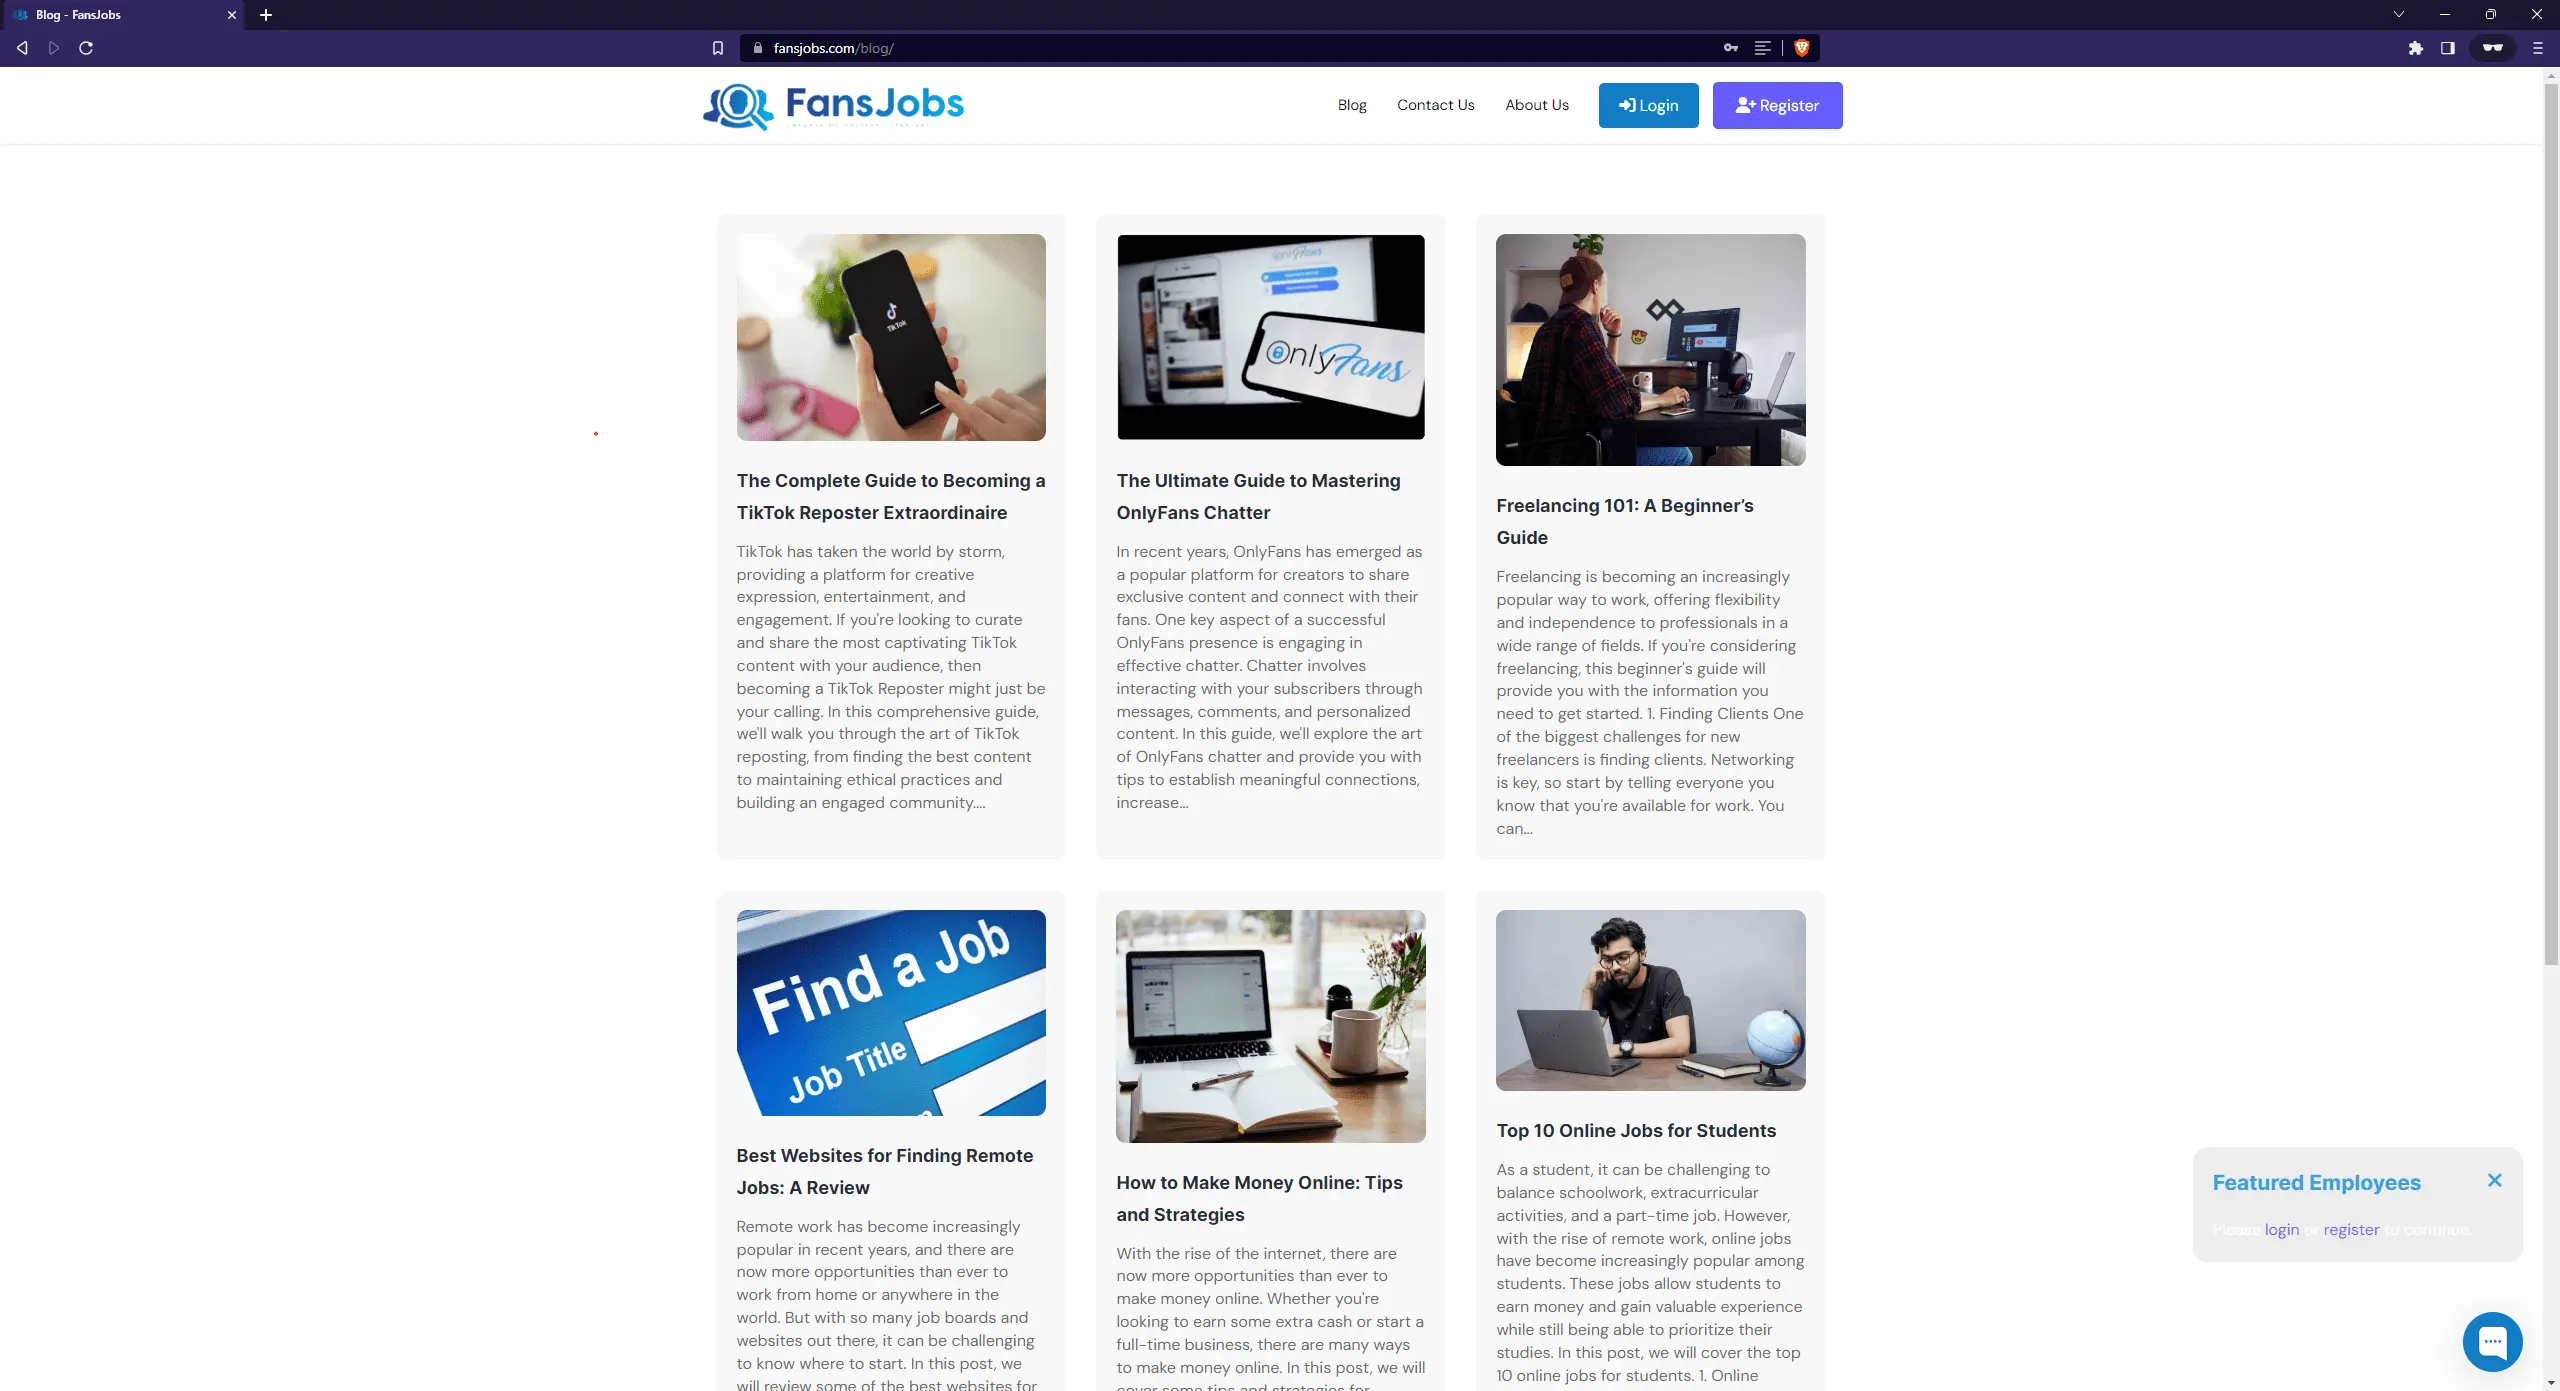 Blog - FansJobs
fansjobs.com/blog/
FansJobs
Blog
Contact Us
About Us
Login
Register
TikTok
OnlyFans
OnlyFans
The Complete Guide to Becoming a
TikTok Reposter Extraordinaire
TikTok has taken the world by storm,
providing a platform for creative
expression, entertainment, and
engagement. If you're looking to curate
and share the most captivating TikTok
content with your audience, then
becoming a TikTok Reposter might just be
your calling. In this comprehensive guide,
we'll walk you through the art of TikTok
reposting, from finding the best content
to maintaining ethical practices and
building an engaged community....
The Ultimate Guide to Mastering
OnlyFans Chatter
In recent years, OnlyFans has emerged as
a popular platform for creators to share
exclusive content and connect with their
fans. One key aspect of a successful
OnlyFans presence is engaging in
effective chatter. Chatter involves
interacting with your subscribers through
messages, comments, and personalized
content. In this guide, we'll explore the art
of OnlyFans chatter and provide you with
tips to establish meaningful connections,
increase...
Freelancing 101: A Beginner’s
Guide
Freelancing is becoming an increasingly
popular way to work, offering flexibility
and independence to professionals in a
wide range of fields. If you're considering
freelancing, this beginner's guide will
provide you with the information you
need to get started. 1. Finding Clients One
of the biggest challenges for new
freelancers is finding clients. Networking
is key, so start by telling everyone you
know that you're available for work. You
can...
Find a Job
Job Title
Best Websites for Finding Remote
Jobs: A Review
Remote work has become increasingly
popular in recent years, and there are
now more opportunities than ever to
work from home or anywhere in the
world. But with so many job boards and
websites out there, it can be challenging
to know where to start. In this post, we
will review some of the best websites for
How to Make Money Online: Tips
and Strategies
With the rise of the internet, there are
now more opportunities than ever to
make money online. Whether you're
looking to earn some extra cash or start a
full-time business, there are many ways
to make money online. In this post, we will
cover some tips and strategies for
Top 10 Online Jobs for Students
As a student, it can be challenging to
balance schoolwork, extracurricular
activities, and a part-time job. However,
with the rise of remote work, online jobs
have become increasingly popular among
students. These jobs allow students to
earn money and gain valuable experience
while still being able to prioritize their
studies. In this post, we will cover the top
10 online jobs for students. 1. Online
Featured Employees
Please login or register to continue.